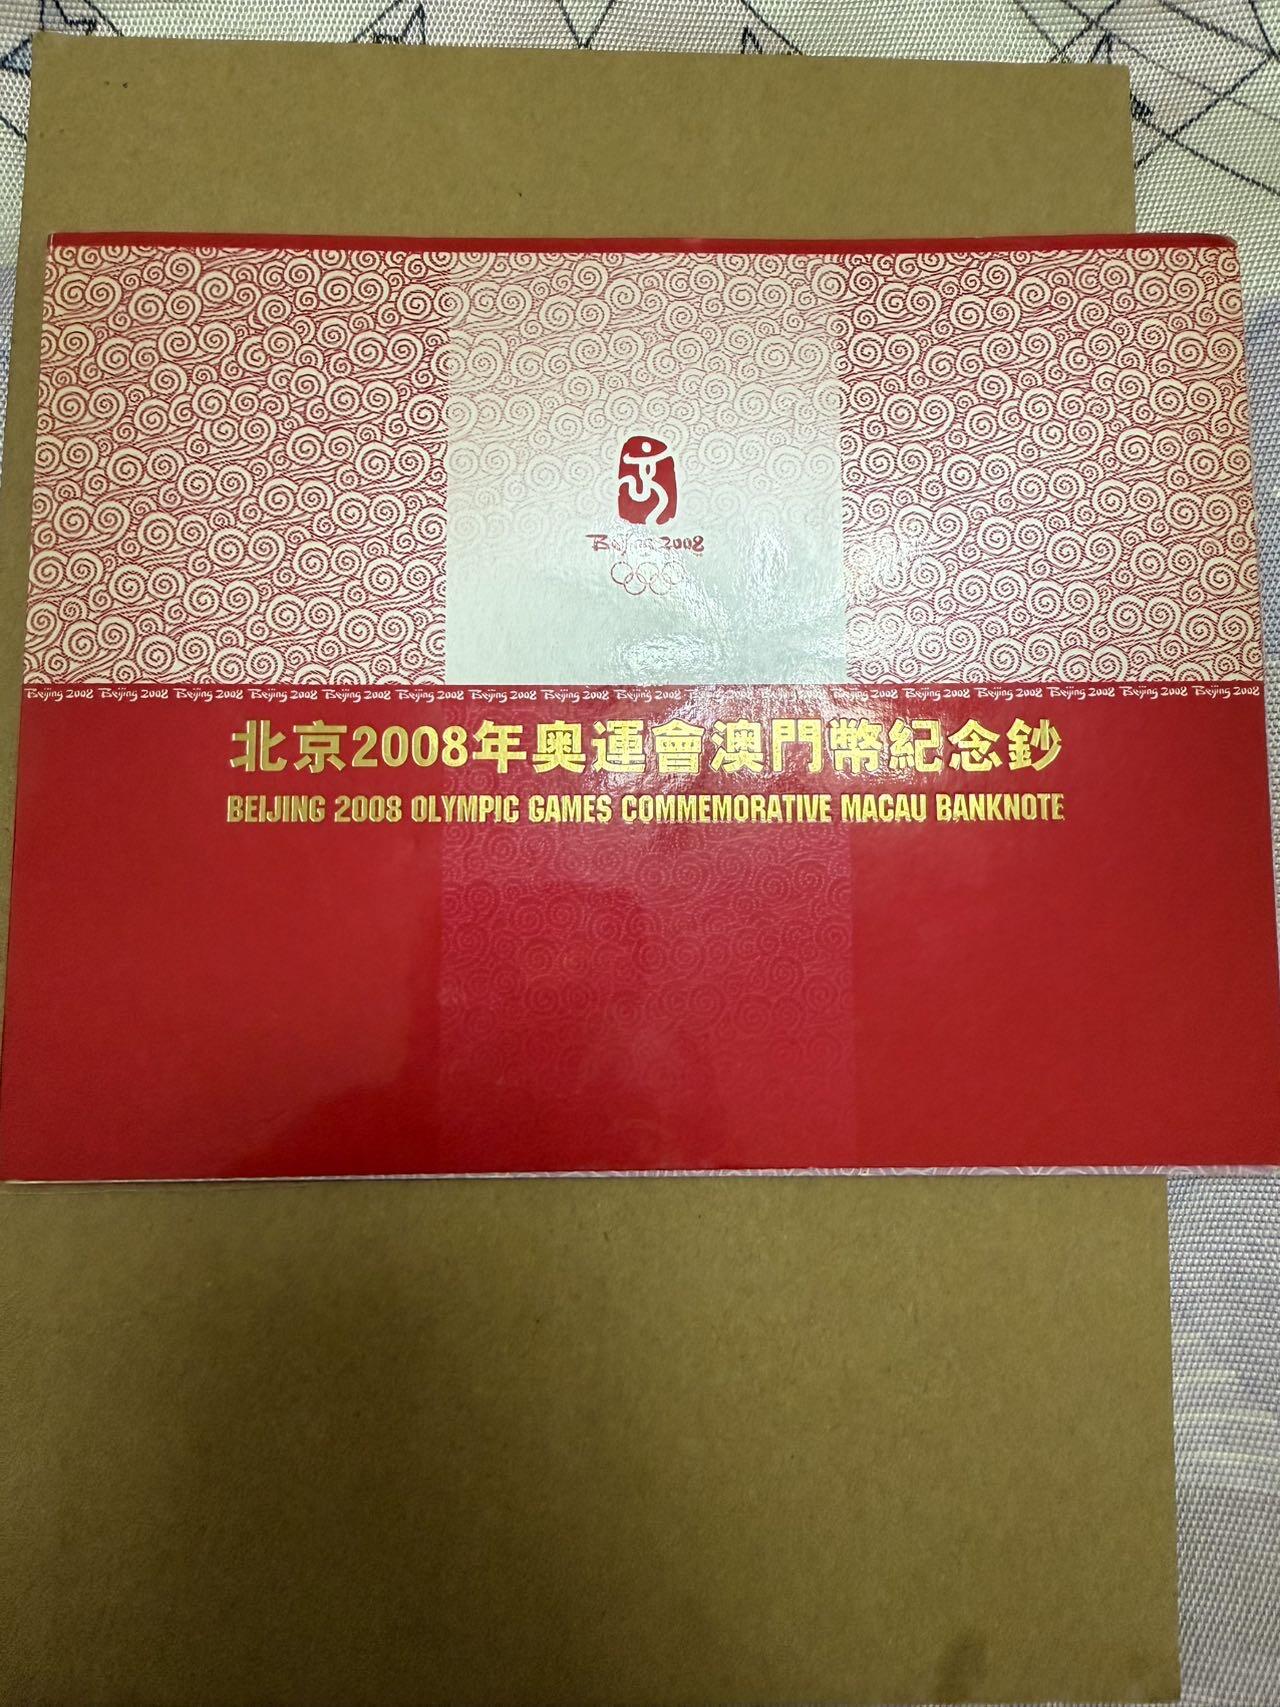 Beijing 2008
Beijing 2008 Beijing 2008 Beijing 2008 Beijing 2008 Beijing 2008 Beijing 2008 Beijing 2008 Beijing 2008 Beijing 2008 Beijing 2008 Beijing 2008 Beijing 2008 Beijing 2008 Beijing 2008 Beijing 2008 Beijing 2008 Beijing 2008
北京2008年奧運會澳門幣紀念鈔
BEIJING 2008 OLYMPIC GAMES COMMEMORATIVE MACAU BANKNOTE